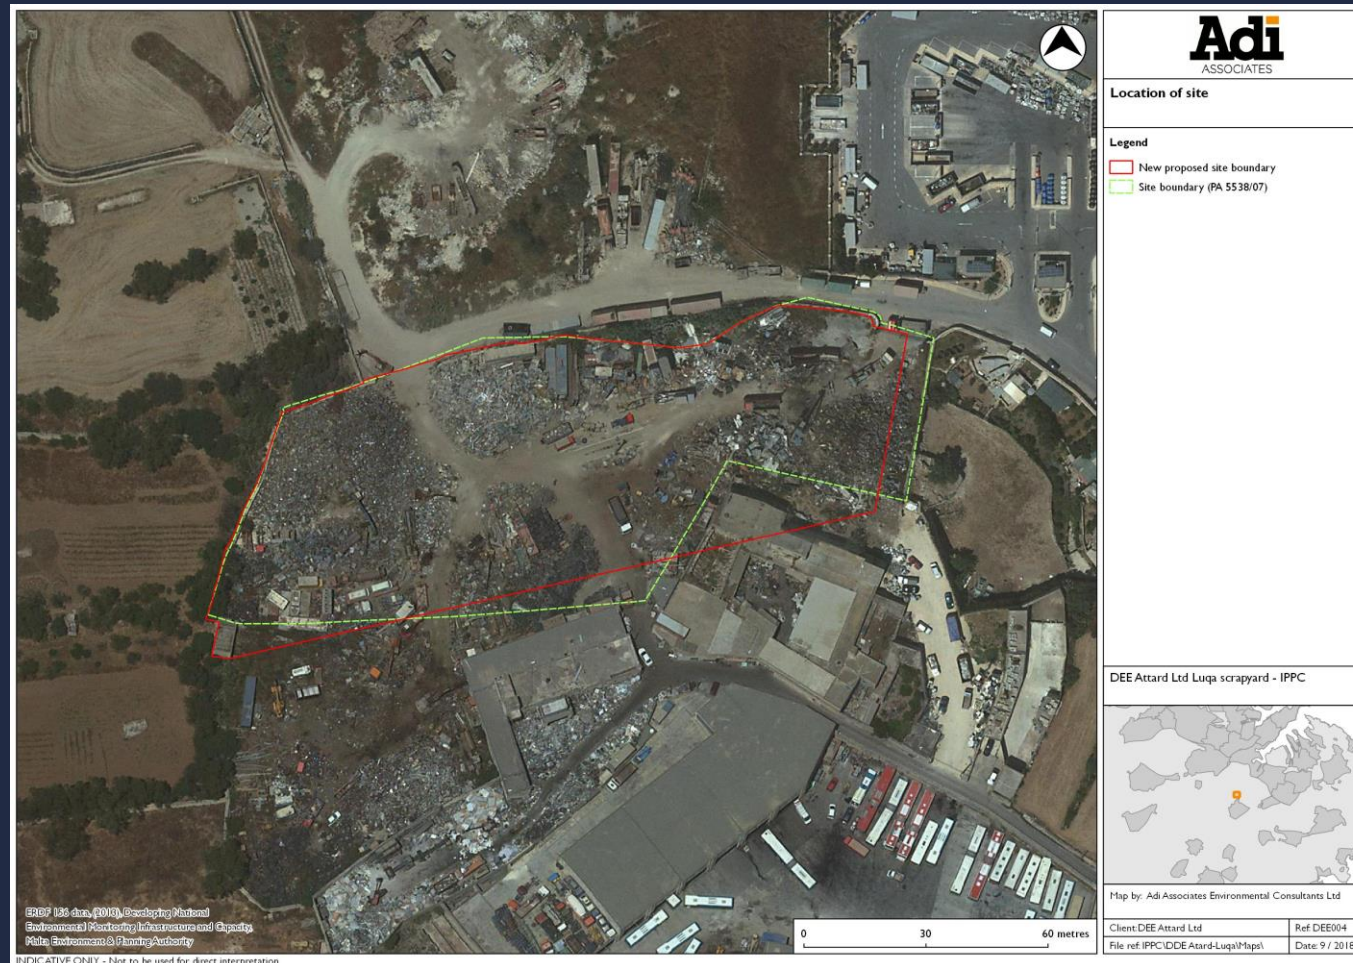 Adi
ASSOCIATES
Location of site
Legend
New proposed site boundary
Site boundary (PA 5538/07)
DEE Attard Ltd Luqa scrapyard - IPPC
Map by: Adi Associates Environmental Consultants Ltd
Client:DEE Attard Ltd
Ref: DEE004
File ref: IPPC\DDE Atard-Luqa\Maps\
Date: 9 / 2018
0 30 60 metres
ERDF 156 data, (2010), Developing National
Environmental Monitoring Infrastructure and Capacity,
Malta Environment & Planning Authority
INDICATIVE ONLY - Not to be used for direct interpretation